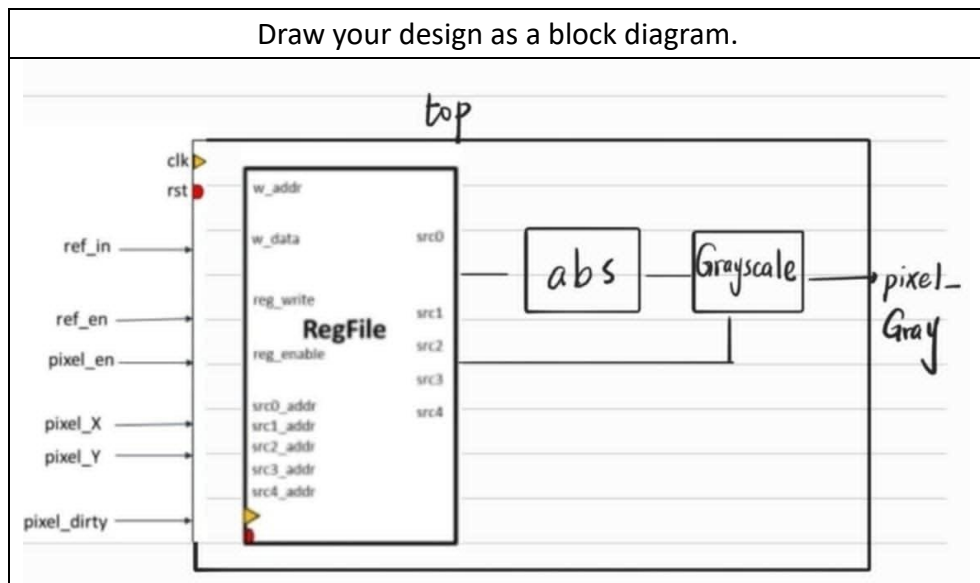 Draw your design as a block diagram.
top
clk
rst
ref_in
ref_en
pixel_en
pixel_X
pixel_Y
pixel_dirty
w_addr
w_data
reg_write
RegFile
reg_enable
src0_addr
src1_addr
src2_addr
src3_addr
src4_addr
src0
src1
src2
src3
src4
abs
Grayscale
pixel_
Gray